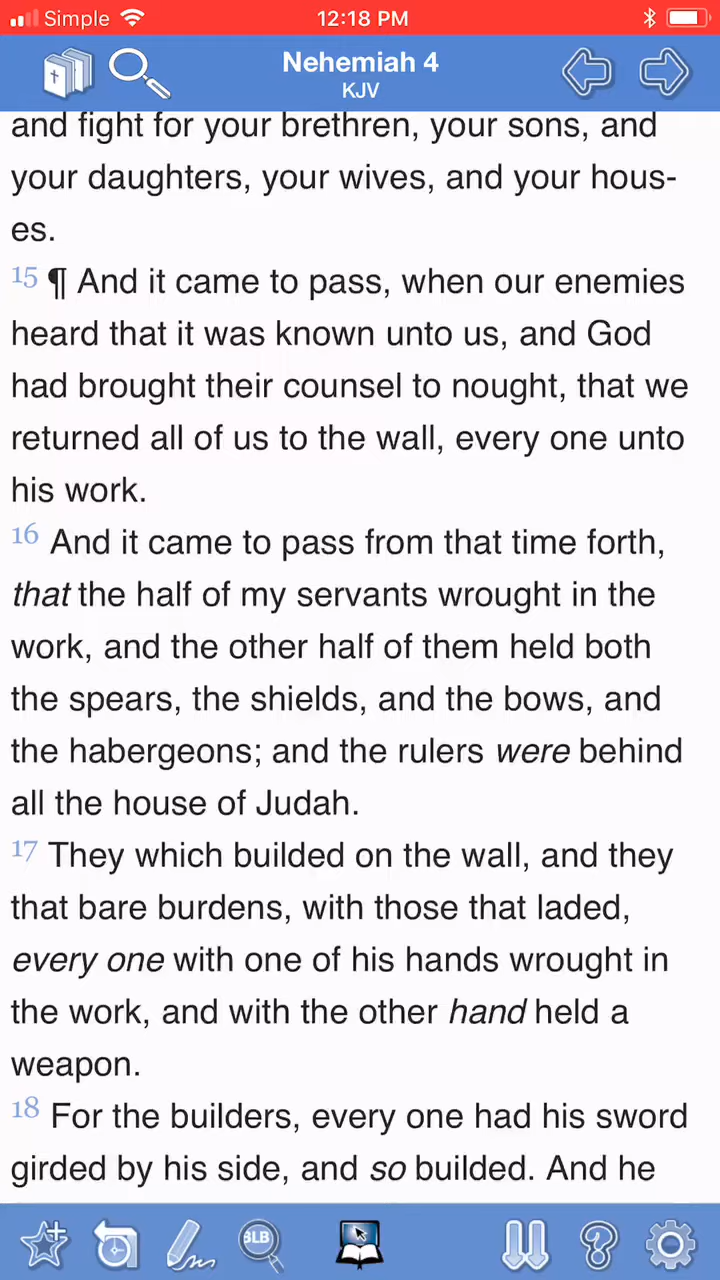 Simple 12:18 PM
Nehemiah 4
KJV
and fight for your brethren, your sons, and
your daughters, your wives, and your hous-
es.
15 ¶ And it came to pass, when our enemies
heard that it was known unto us, and God
had brought their counsel to nought, that we
returned all of us to the wall, every one unto
his work.
16 And it came to pass from that time forth,
that the half of my servants wrought in the
work, and the other half of them held both
the spears, the shields, and the bows, and
the habergeons; and the rulers were behind
all the house of Judah.
17 They which builded on the wall, and they
that bare burdens, with those that laded,
every one with one of his hands wrought in
the work, and with the other hand held a
weapon.
18 For the builders, every one had his sword
girded by his side, and so builded. And he
BLB